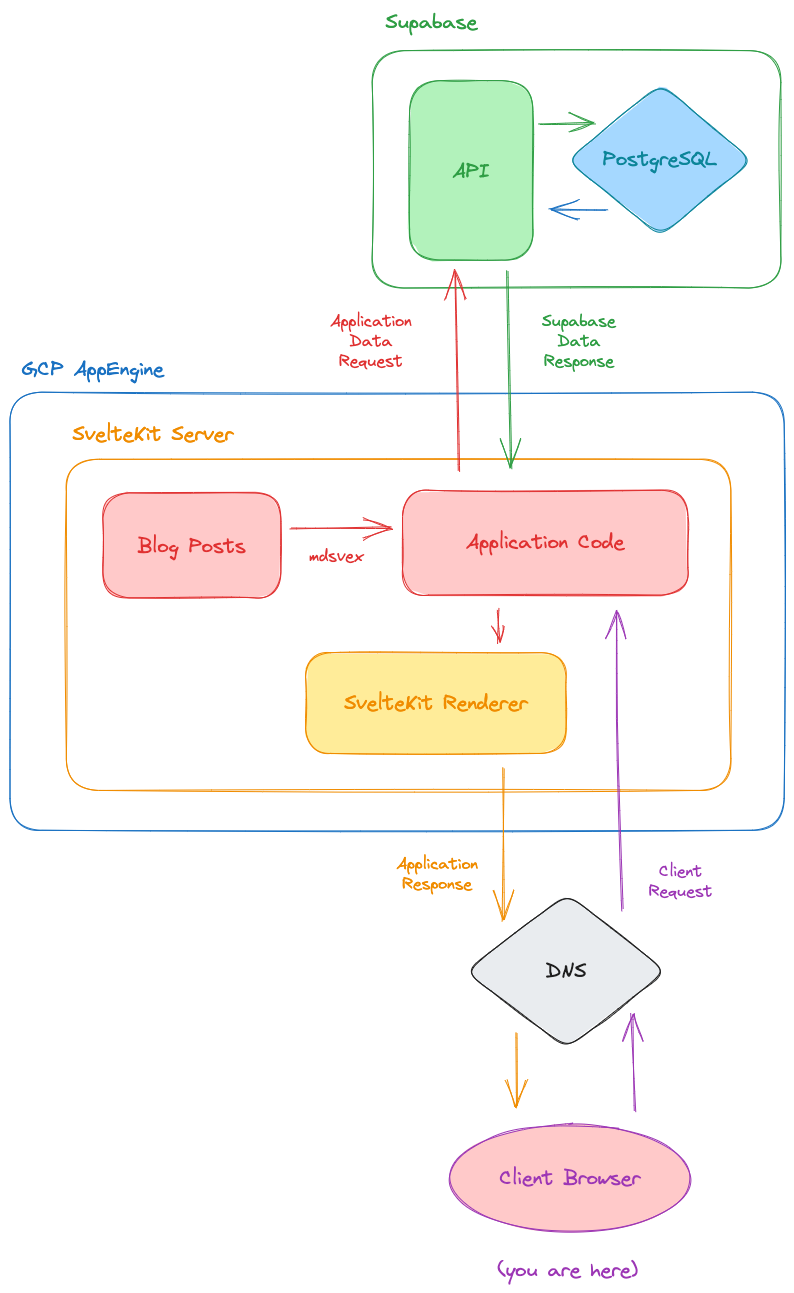 Supabase
API
PostgreSQL
Application
Data
Request
Supabase
Data
Response
GCP AppEngine
SvelteKit Server
Blog Posts
mdsvex
Application Code
SvelteKit Renderer
Application
Response
Client
Request
DNS
Client Browser
(you are here)